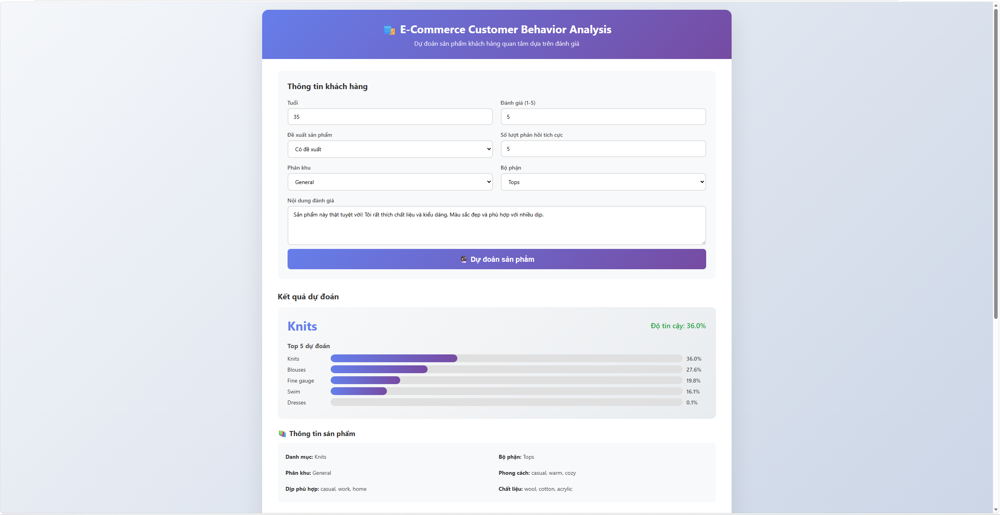 E-Commerce Customer Behavior Analysis
Dự đoán sản phẩm khách hàng quan tâm dựa trên đánh giá
Thông tin khách hàng
Tuổi
Đánh giá (1-5)
35
5
Đề xuất sản phẩm
Số lượt phản hồi tích cực
Có đề xuất
5
Phân khu
Bộ phận
General
Tops
Nội dung đánh giá
Sản phẩm này thật tuyệt vời! Tôi rất thích chất liệu và kiểu dáng. Màu sắc đẹp và phù hợp với nhiều dịp.
Dự đoán sản phẩm
Kết quả dự đoán
Knits
Độ tin cậy: 36.0%
Top 5 dự đoán
Knits 36.0%
Blouses 27.6%
Fine gauge 19.8%
Swim 16.1%
Dresses 0.1%
Thông tin sản phẩm
Danh mục: Knits
Bộ phận: Tops
Phân khu: General
Phong cách: casual, warm, cozy
Dịp phù hợp: casual, work, home
Chất liệu: wool, cotton, acrylic